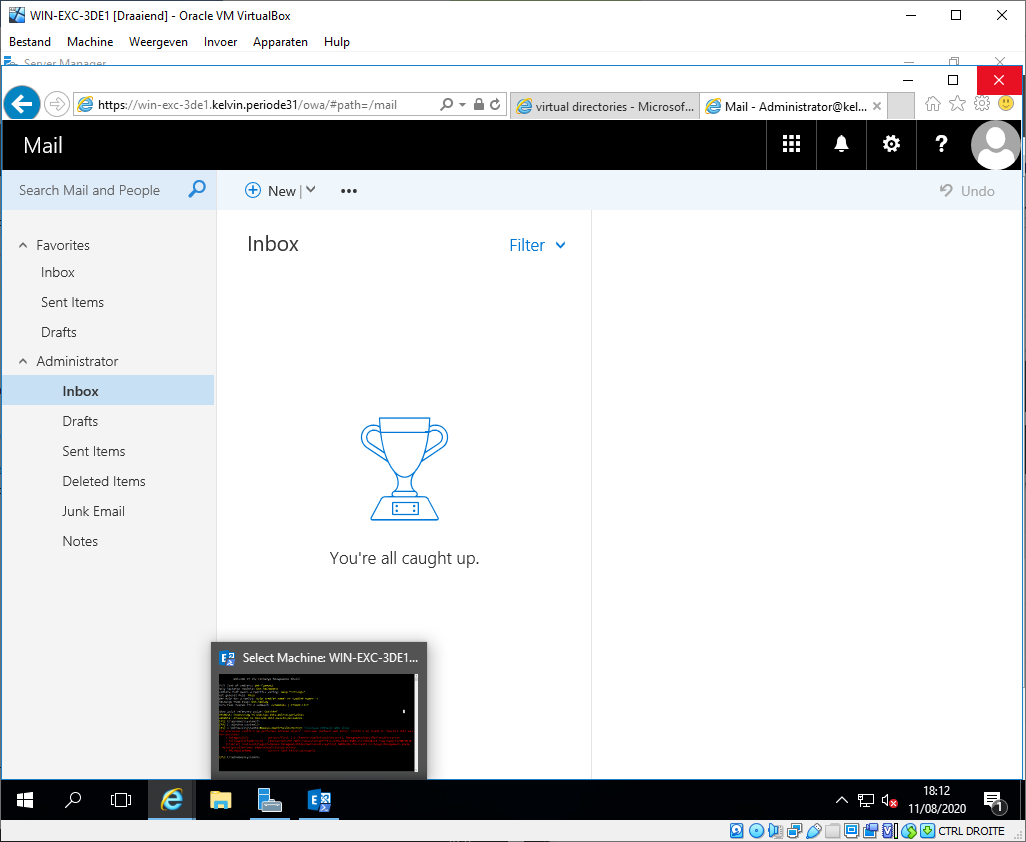 WIN-EXC-3DE1 [Draaiend] - Oracle VM VirtualBox
Bestand Machine Weergeven Invoer Apparaten Hulp
Server Manager
https://win-exc-3de1.kelvin.periode31/owa/#path=/mail
virtual directories - Microsof...
Mail - Administrator@kel...
Mail
?
Search Mail and People
New
Undo
Favorites
Inbox
Sent Items
Drafts
Administrator
Inbox
Drafts
Sent Items
Deleted Items
Junk Email
Notes
Inbox
Filter
You're all caught up.
Select Machine: WIN-EXC-3DE1...
18:12
11/08/2020
1
CTRL DROITE